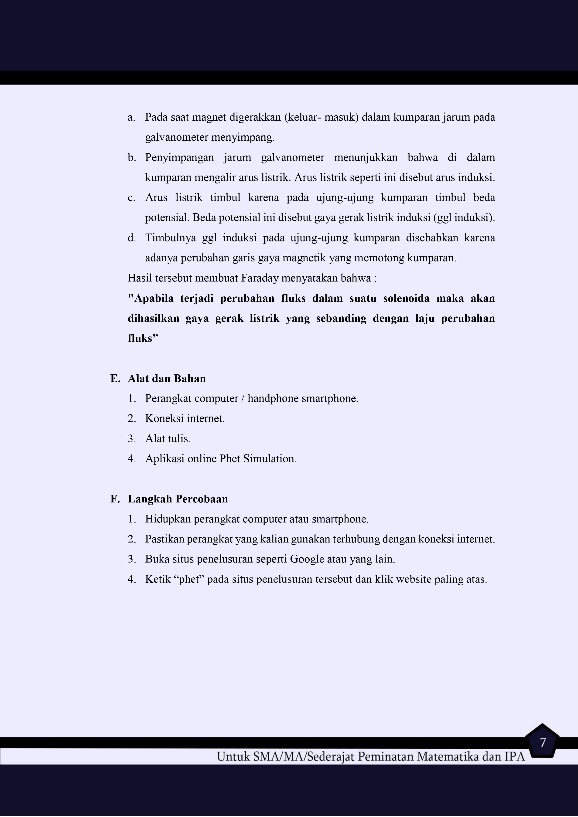 a. Pada saat magnet digerakkan (keluar- masuk) dalam kumparan jarum pada
galvanometer menyimpang.
b. Penyimpangan jarum galvanometer menunjukkan bahwa di dalam
kumparan mengalir arus listrik. Arus listrik seperti ini disebut arus induksi.
c. Arus listrik timbul karena pada ujung-ujung kumparan timbul beda
potensial. Beda potensial ini disebut gaya gerak listrik induksi (ggl induksi).
d. Timbulnya ggl induksi pada ujung-ujung kumparan disebabkan karena
adanya perubahan garis gaya magnetik yang memotong kumparan.
Hasil tersebut membuat Faraday menyatakan bahwa :
"Apabila terjadi perubahan fluks dalam suatu solenoida maka akan
dihasilkan gaya gerak listrik yang sebanding dengan laju perubahan
fluks”
E. Alat dan Bahan
1. Perangkat computer / handphone smartphone.
2. Koneksi internet.
3. Alat tulis.
4. Aplikasi online Phet Simulation.
F. Langkah Percobaan
1. Hidupkan perangkat computer atau smartphone.
2. Pastikan perangkat yang kalian gunakan terhubung dengan koneksi internet.
3. Buka situs penelusuran seperti Google atau yang lain.
4. Ketik “phet” pada situs penelusuran tersebut dan klik website paling atas.
7
Untuk SMA/MA/Sederajat Peminatan Matematika dan IPA